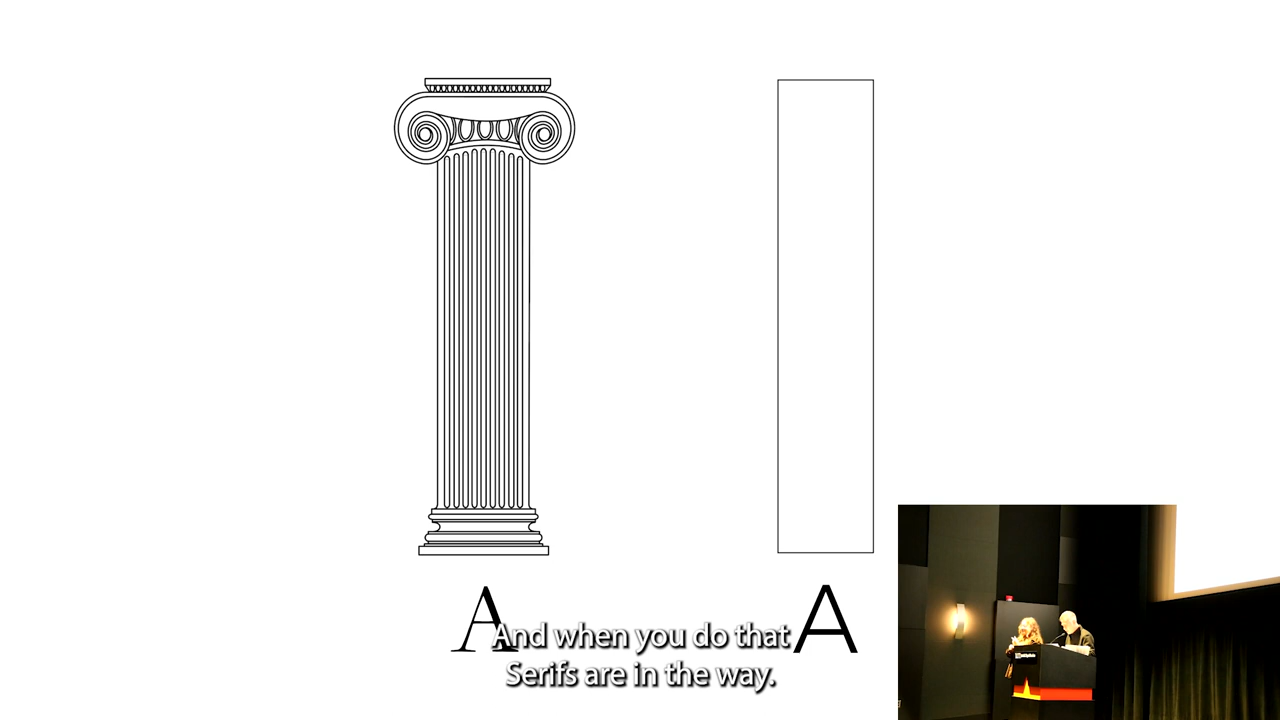 A
A
And when you do that
Serifs are in the way.